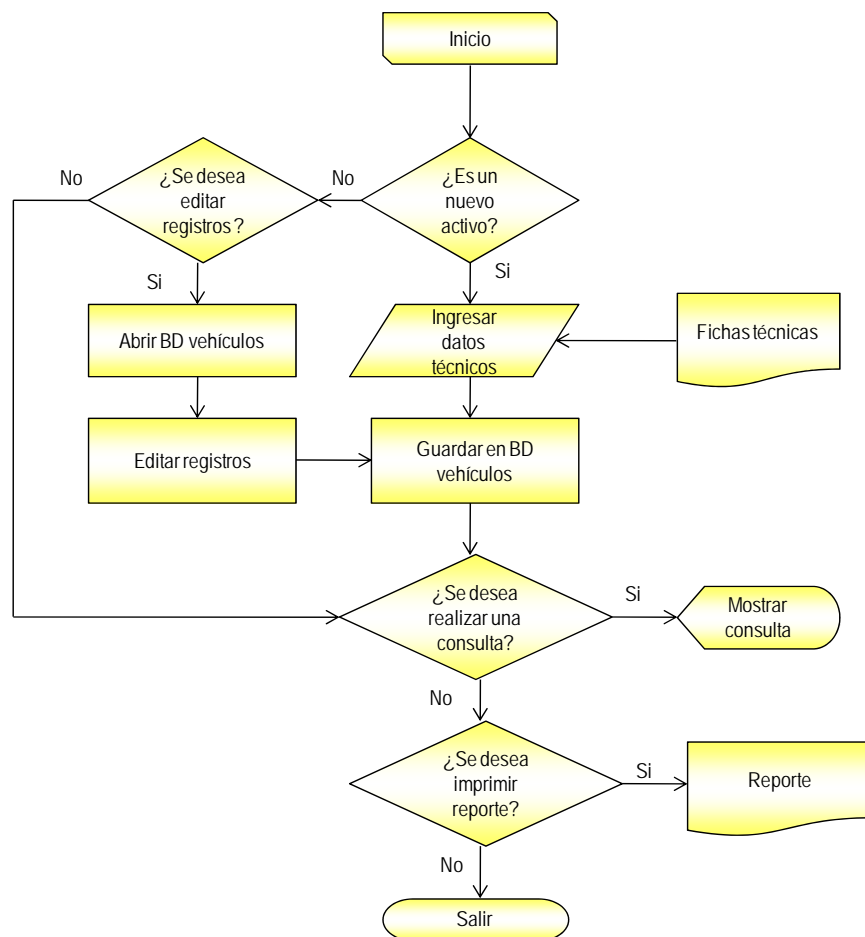 Inicio
No
¿Se desea
editar
registros?
No
¿Es un
nuevo
activo?
Si
Si
Abrir BD vehículos
Ingresar
datos
técnicos
Fichas técnicas
Editar registros
Guardar en BD
vehículos
¿Se desea
realizar una
consulta?
Si
Mostrar
consulta
No
¿Se desea
imprimir
reporte?
Si
Reporte
No
Salir